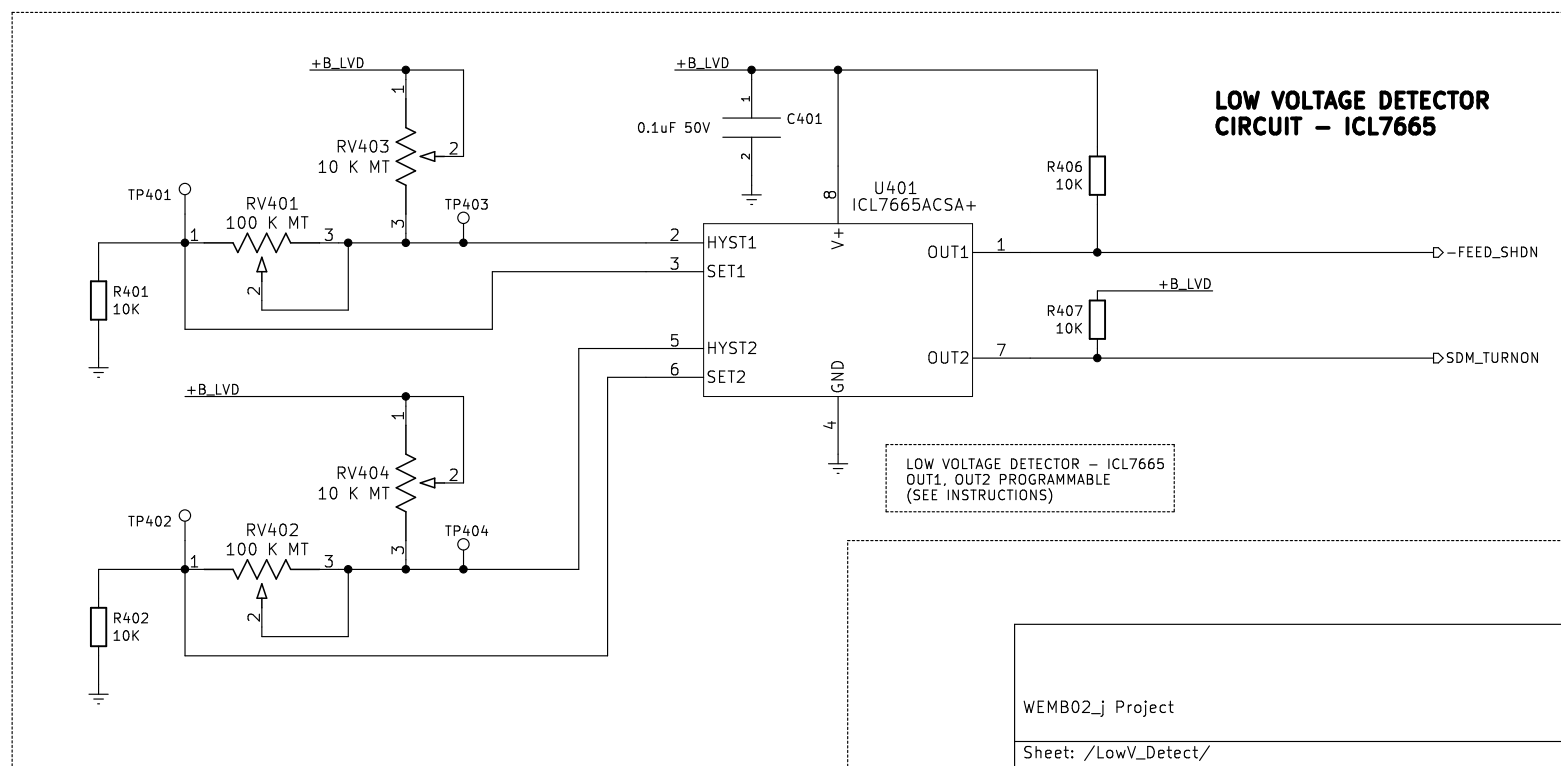 +B_LVD
1
RV403
10 K MT
2
3
TP401
RV401
100 K MT
1
3
2
TP403
R401
10K
+B_LVD
1
0.1uF 50V
C401
2
LOW VOLTAGE DETECTOR
CIRCUIT - ICL7665
R406
10K
U401
ICL7665ACSA+
8
V+
2
HYST1
3
SET1
5
HYST2
6
SET2
OUT1
1
-FEED_SHDN
+B_LVD
R407
10K
OUT2
7
SDM_TURNON
GND
4
+B_LVD
1
RV404
10 K MT
2
3
TP402
RV402
100 K MT
1
3
2
TP404
R402
10K
LOW VOLTAGE DETECTOR - ICL7665
OUT1, OUT2 PROGRAMMABLE
(SEE INSTRUCTIONS)
WEMB02_j Project
Sheet: /LowV_Detect/